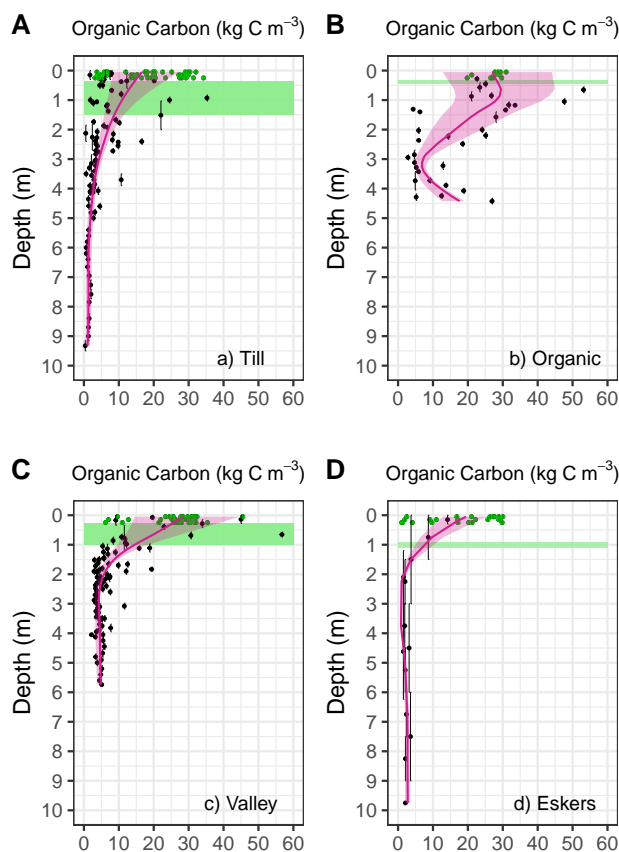 A
Organic Carbon (kg C m⁻³)
0
1
2
3
4
5
6
7
8
9
10
Depth (m)
a) Till
0 10 20 30 40 50 60
B
Organic Carbon (kg C m⁻³)
0
1
2
3
4
5
6
7
8
9
10
Depth (m)
b) Organic
0 10 20 30 40 50 60
C
Organic Carbon (kg C m⁻³)
0
1
2
3
4
5
6
7
8
9
10
Depth (m)
c) Valley
0 10 20 30 40 50 60
D
Organic Carbon (kg C m⁻³)
0
1
2
3
4
5
6
7
8
9
10
Depth (m)
d) Eskers
0 10 20 30 40 50 60